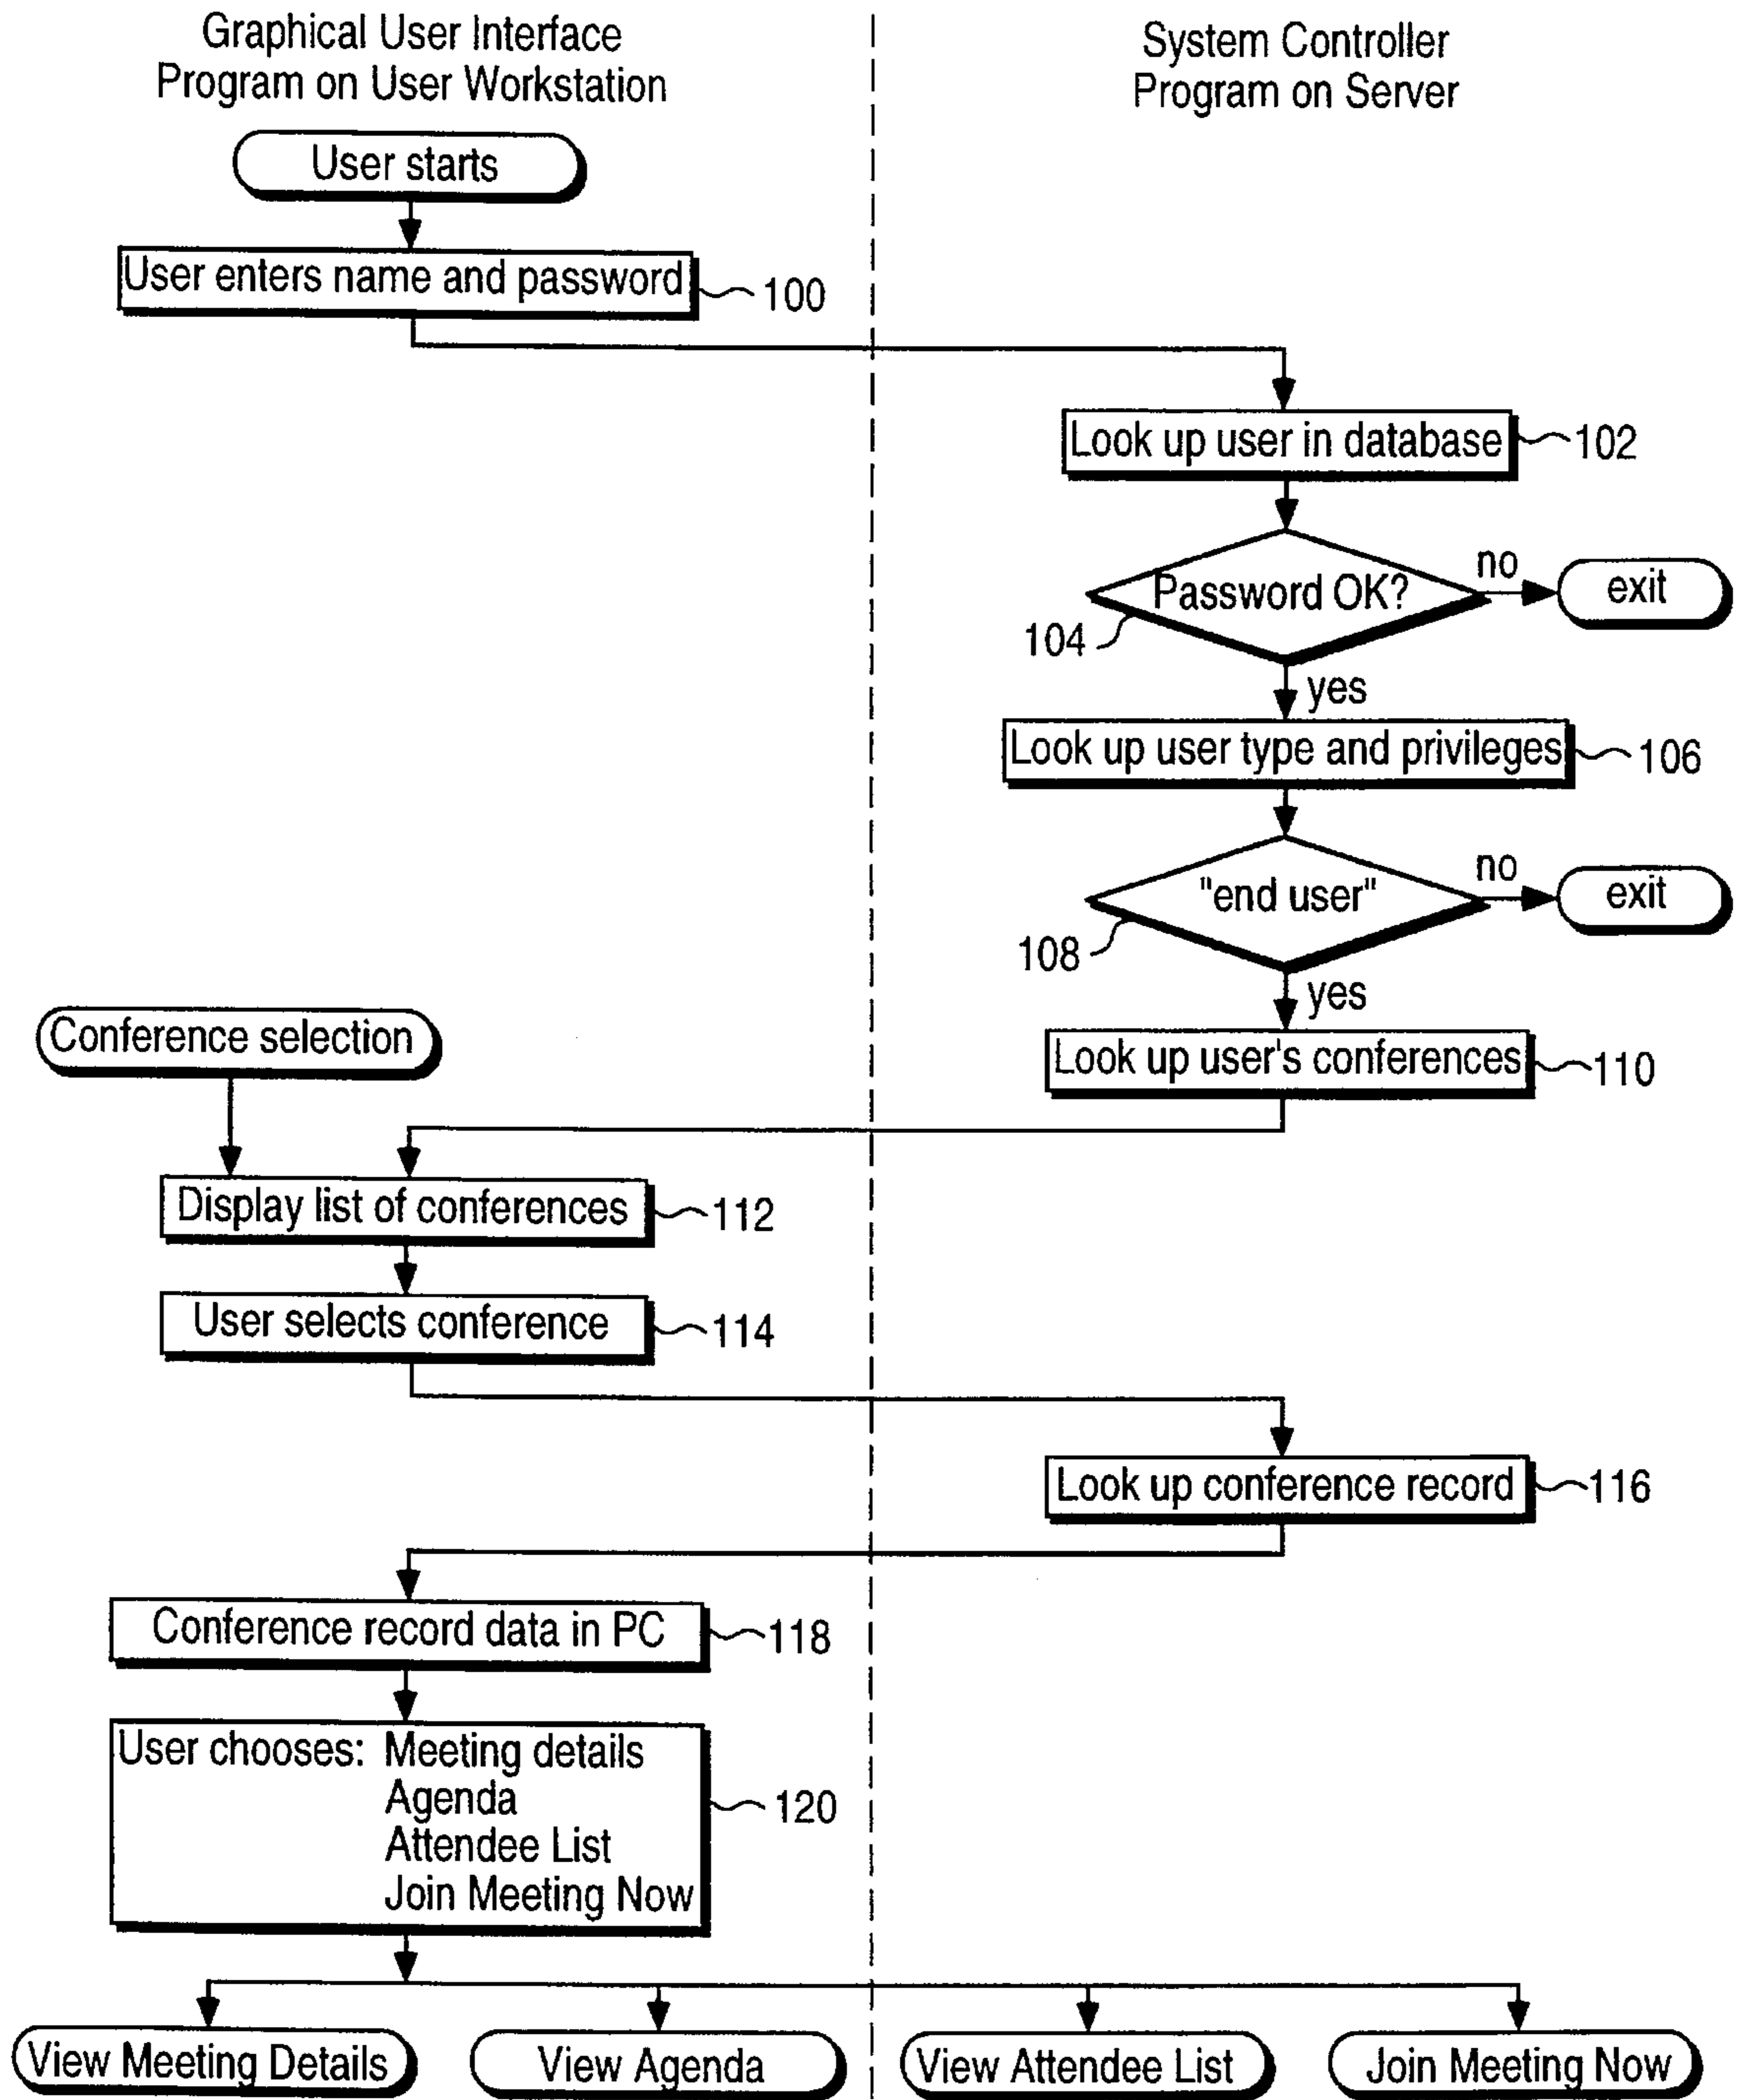 Graphical User Interface
Program on User Workstation
System Controller
Program on Server
User starts
User enters name and password
100
Look up user in database
102
Password OK?
no
exit
104
yes
Look up user type and privileges
106
"end user"
no
exit
108
yes
Conference selection
Look up user's conferences
110
Display list of conferences
112
User selects conference
114
Look up conference record
116
Conference record data in PC
118
User chooses: Meeting details
Agenda
Attendee List
Join Meeting Now
120
View Meeting Details
View Agenda
View Attendee List
Join Meeting Now